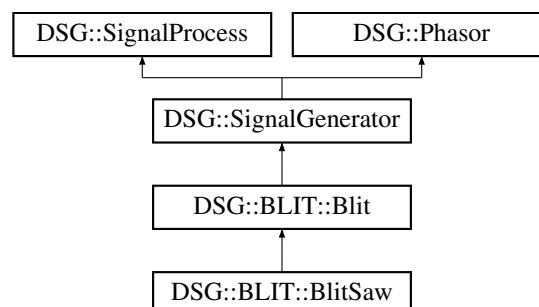 DSG::SignalProcess
DSG::Phasor
DSG::SignalGenerator
DSG::BLIT::Blit
DSG::BLIT::BlitSaw